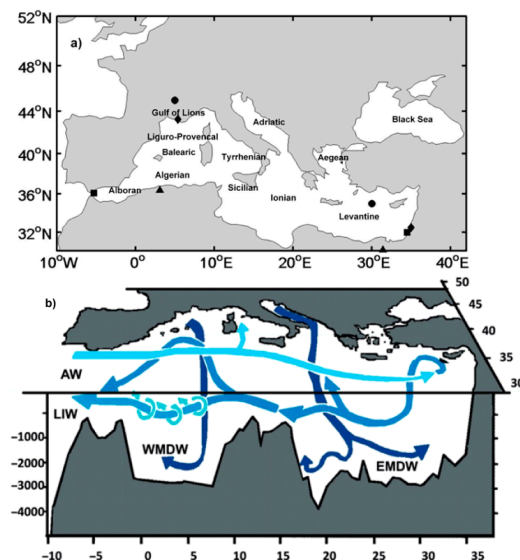 a)
52°N
48°N
44°N
40°N
36°N
32°N
10°W
0°
10°E
20°E
30°E
40°E
Gulf of Lions
Liguro-Provencal
Balearic
Algerian
Alboran
Tyrrhenian
Sicilian
Adriatic
Ionian
Aegean
Levantine
Black Sea
b)
50
45
40
35
30
AW
LIW
WMDW
EMDW
-1000
-2000
-3000
-4000
-10
-5
0
5
10
15
20
25
30
35